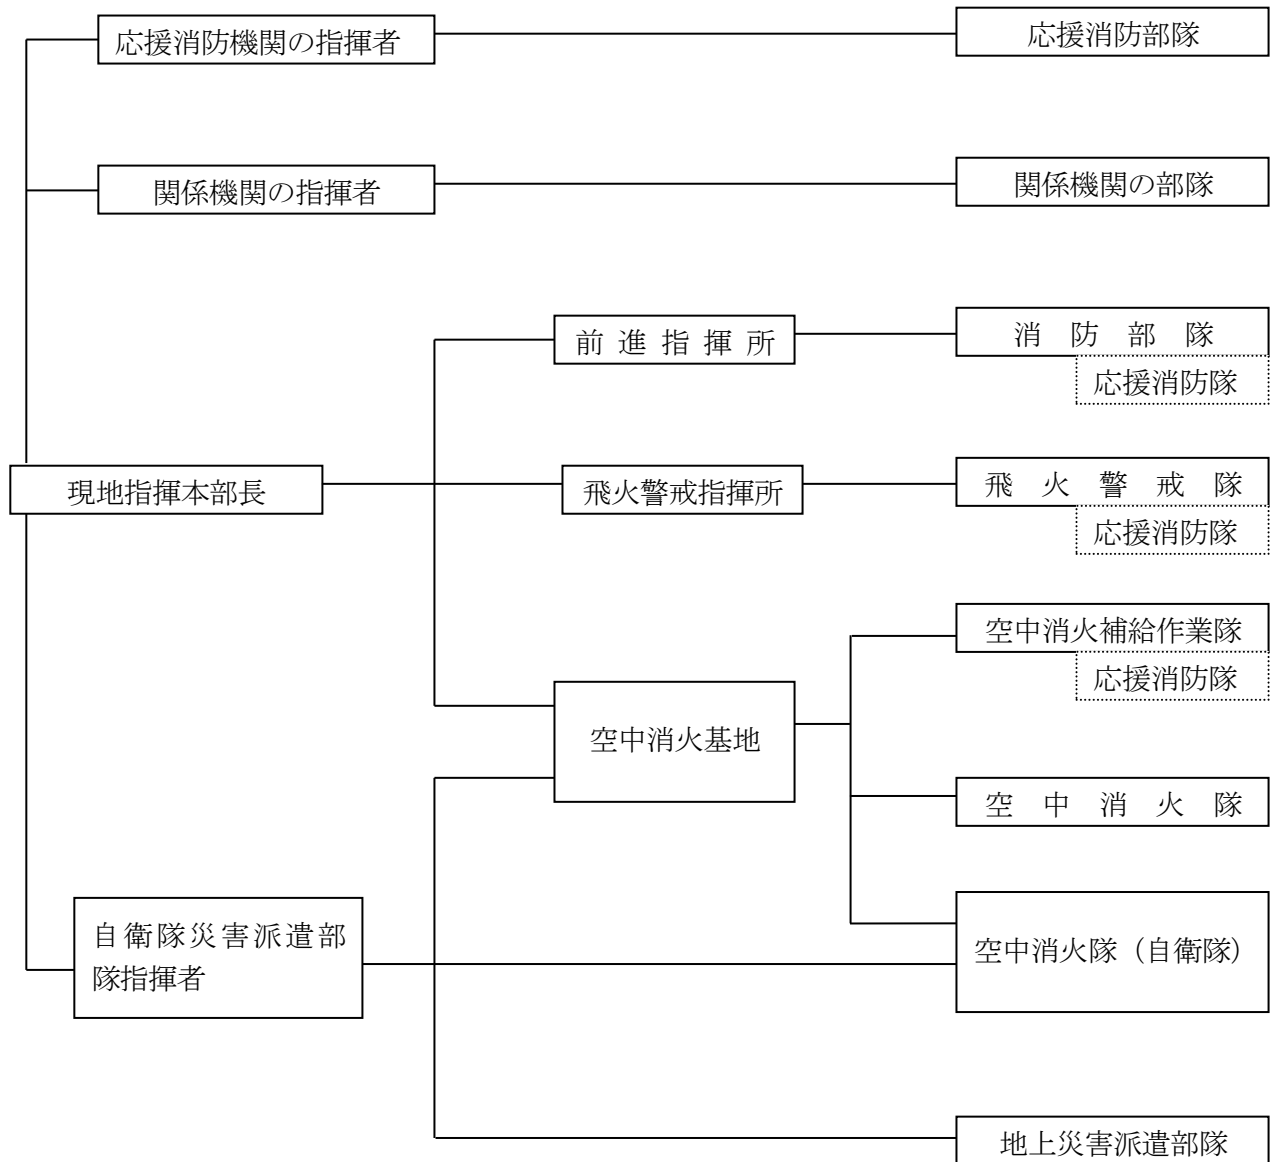 応援消防機関の指揮者
応援消防部隊
関係機関の指揮者
関係機関の部隊
前進指揮所
消防部隊
応援消防隊
現地指揮本部長
飛火警戒指揮所
飛火警戒隊
応援消防隊
空中消火補給作業隊
応援消防隊
空中消火基地
空中消火隊
自衛隊災害派遣部
隊指揮者
空中消火隊（自衛隊）
地上災害派遣部隊